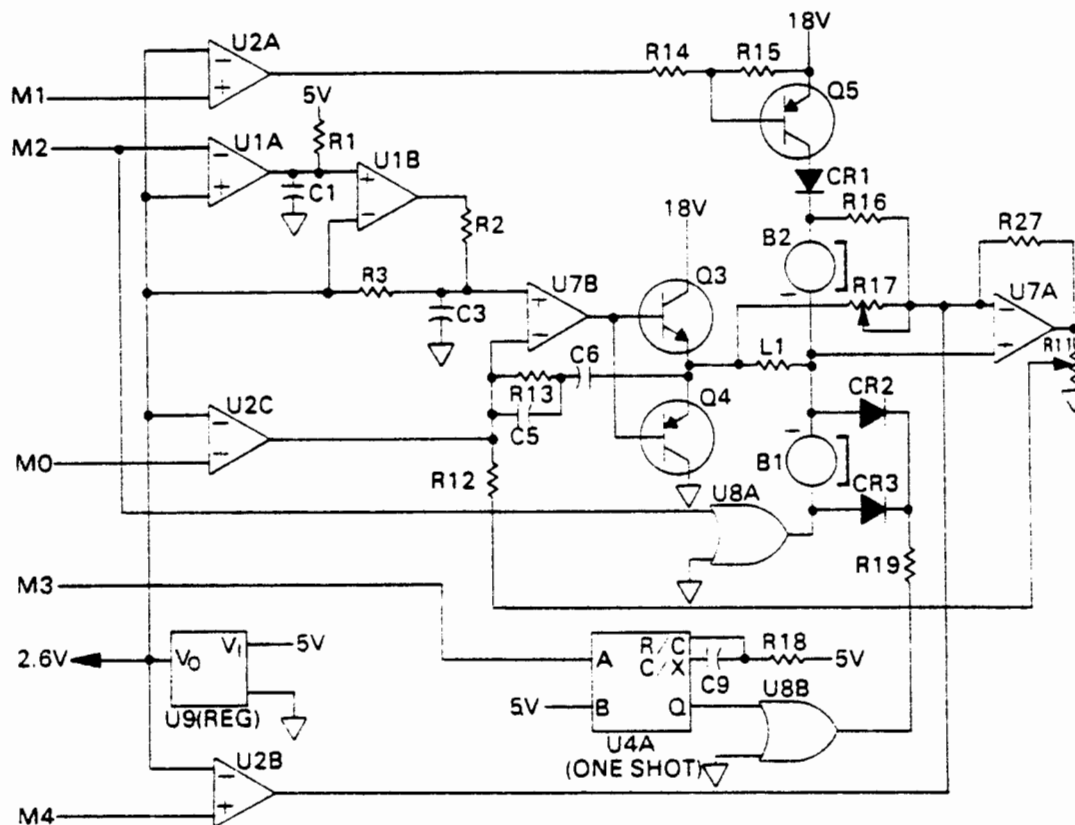 18V
U2A
R14
R15
M1
Q5
5V
M2
U1A
R1
U1B
C1
CR1
R16
R2
18V
B2
R27
R3
U7B
Q3
R17
U7A
C3
L1
R11
C6
R13
Q4
CR2
U2C
C5
B1
M0
R12
U8A
CR3
R19
M3
R/C
C/X
R18
5V
2.6V
VO
VI
5V
A
C9
U8B
5V
B
Q
U9(REG)
U4A
(ONE SHOT)
U2B
M4